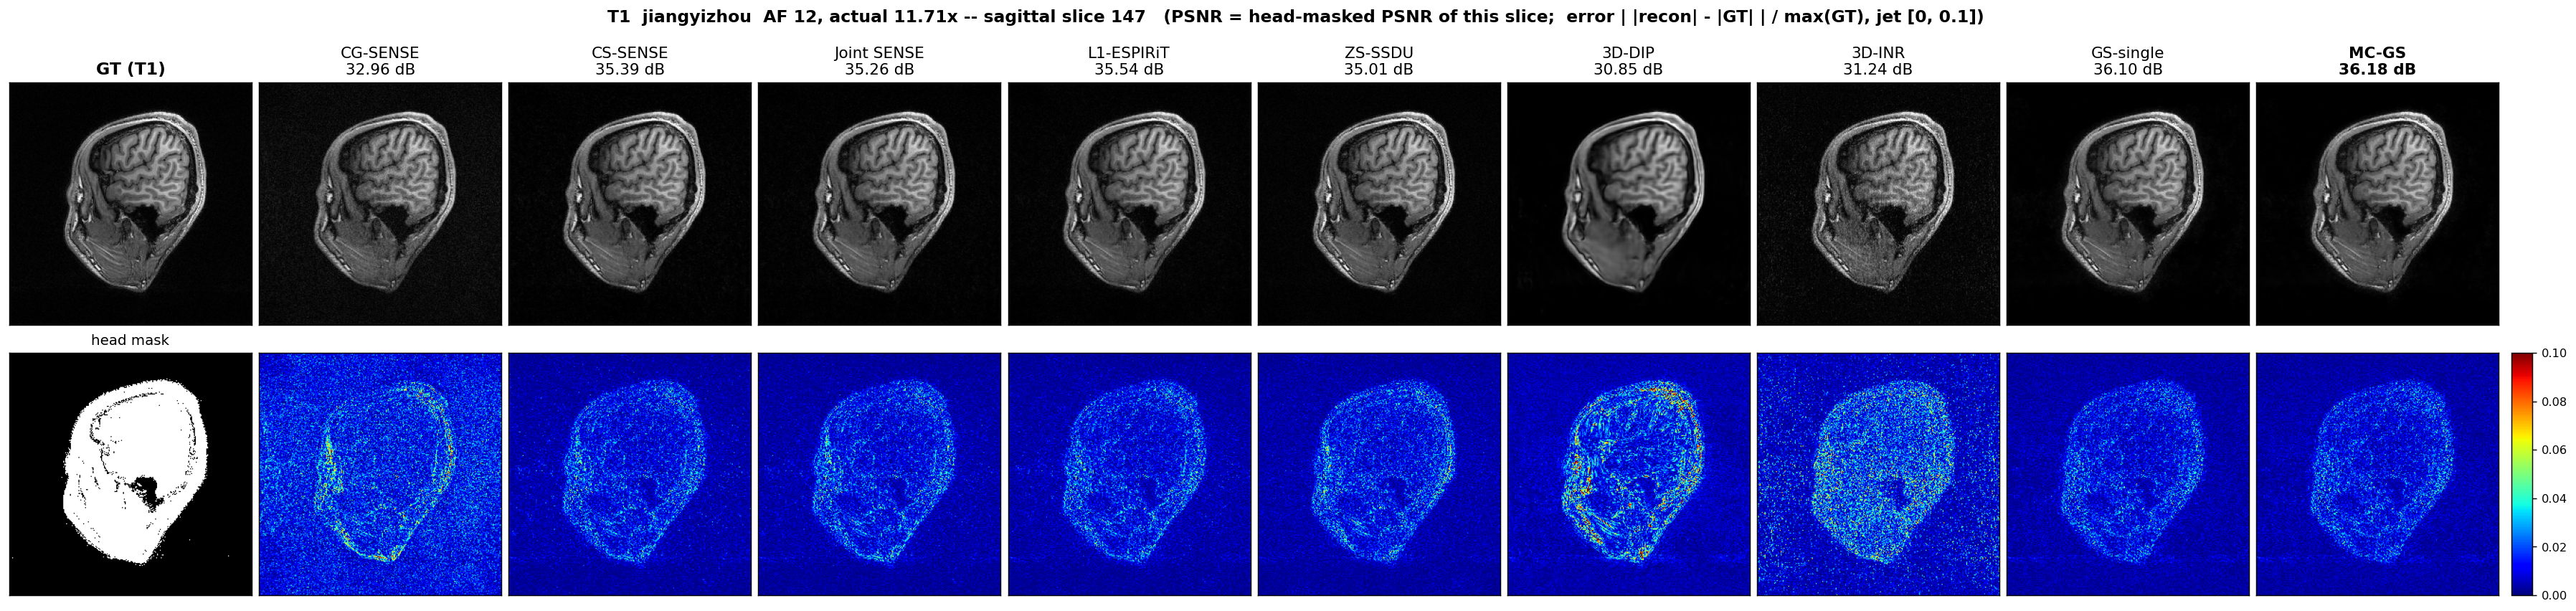 T1 jiangyizhou AF 12, actual 11.71x -- sagittal slice 147 (PSNR = head-masked PSNR of this slice; error | |recon| - |GT| | / max(GT), jet [0, 0.1])
GT (T1)
CG-SENSE
32.96 dB
CS-SENSE
35.39 dB
Joint SENSE
35.26 dB
L1-ESPIRiT
35.54 dB
ZS-SSDU
35.01 dB
3D-DIP
30.85 dB
3D-INR
31.24 dB
GS-single
36.10 dB
MC-GS
36.18 dB
head mask
0.10
0.08
0.06
0.04
0.02
0.00